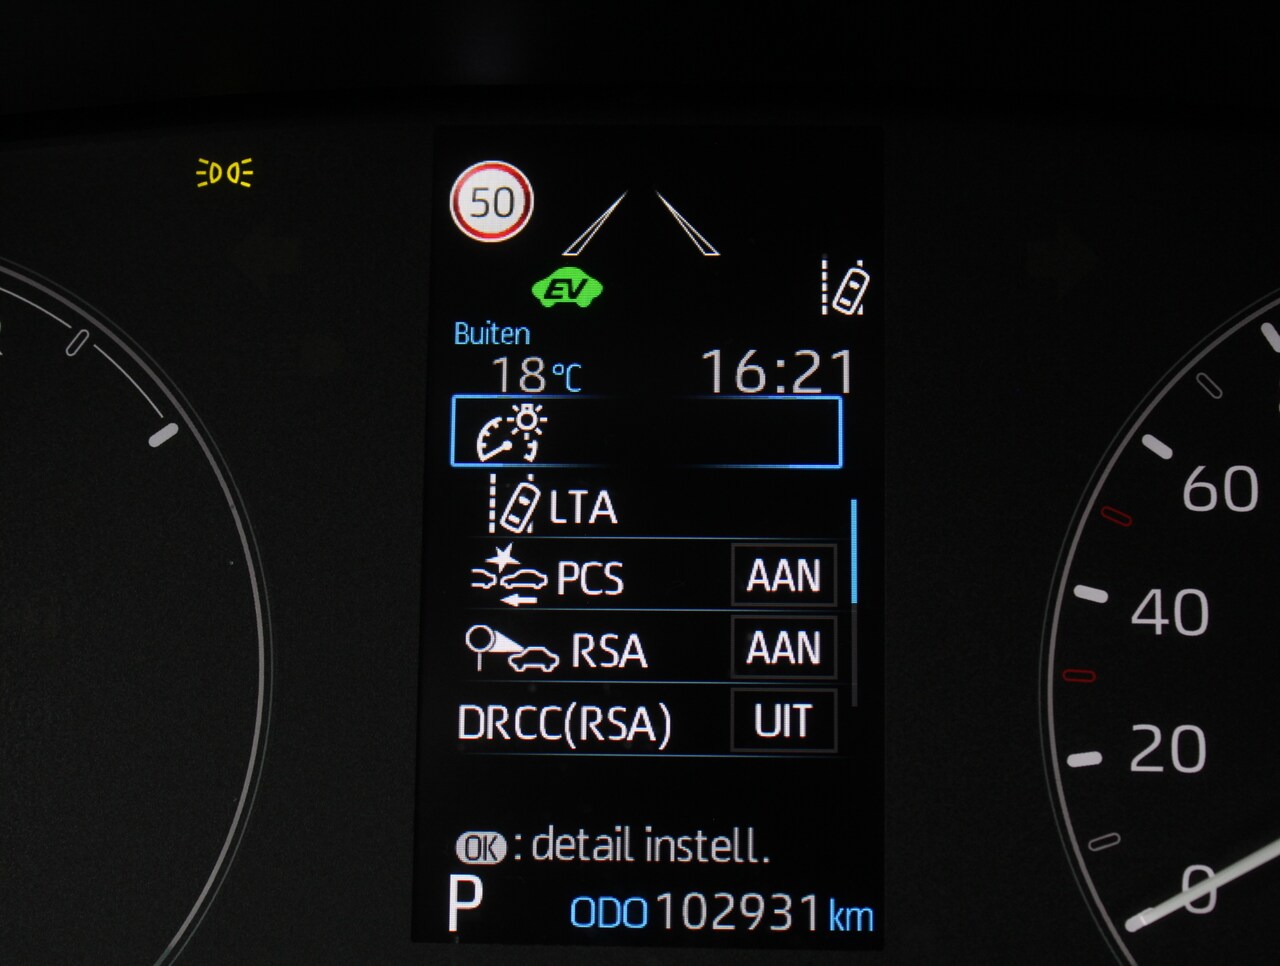 50
EV
Buiten
18 °C 16:21
LTA
PCS AAN
RSA AAN
DRCC(RSA) UIT
OK : detail instell.
P ODO 102931 km
60
40
20
0